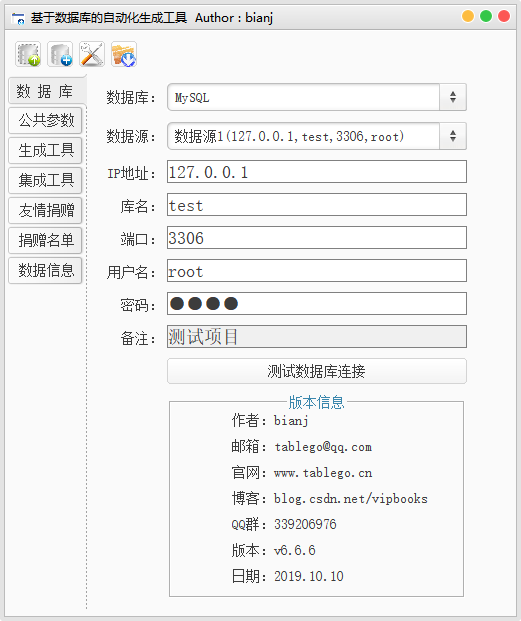 基于数据库的自动化生成工具 Author : bianj
数 据 库
公共参数
生成工具
集成工具
友情捐赠
捐赠名单
数据信息
数据库： MySQL
数据源： 数据源1(127.0.0.1,test,3306,root)
IP地址： 127.0.0.1
库名： test
端口： 3306
用户名： root
密码： ●●●●
备注： 测试项目
测试数据库连接
版本信息
作者：bianj
邮箱：tablego@qq.com
官网：www.tablego.cn
博客：blog.csdn.net/vipbooks
QQ群：339206976
版本：v6.6.6
日期：2019.10.10